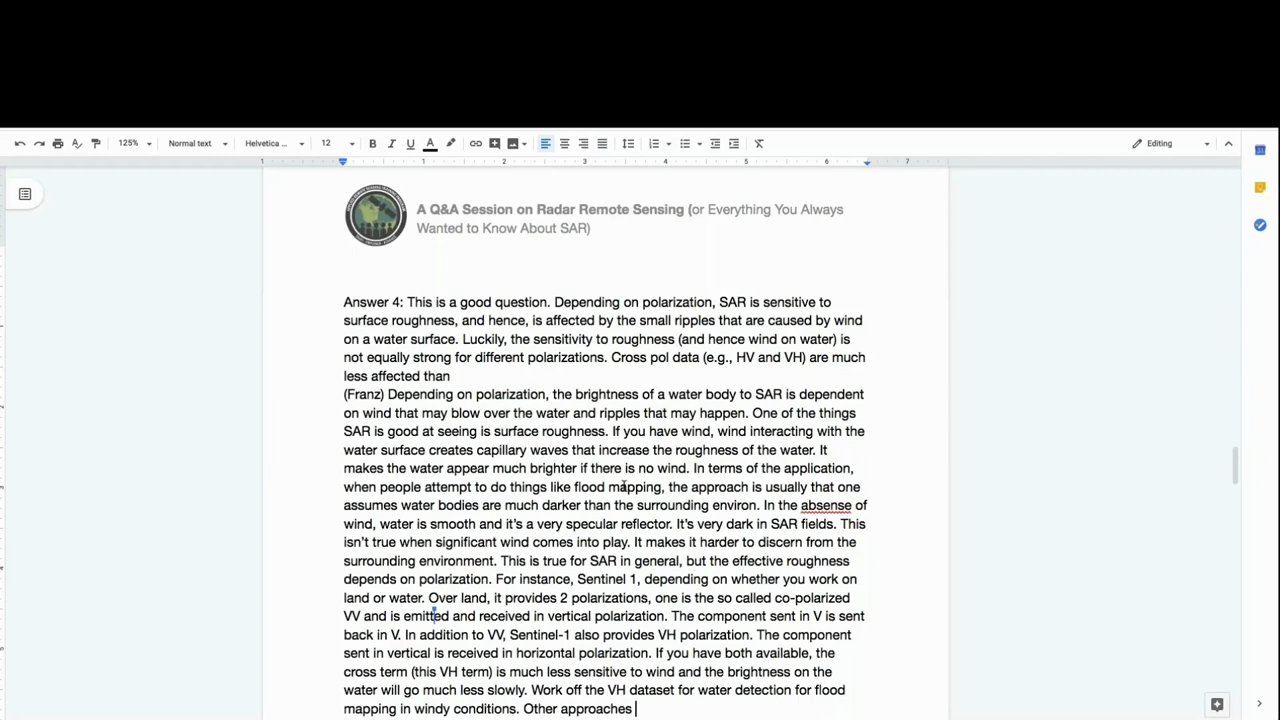 125%
Normal text
Helvetica ...
12
Editing
1 1 2 3 4 5 6 7
A Q&A Session on Radar Remote Sensing (or Everything You Always
Wanted to Know About SAR)
Answer 4: This is a good question. Depending on polarization, SAR is sensitive to
surface roughness, and hence, is affected by the small ripples that are caused by wind
on a water surface. Luckily, the sensitivity to roughness (and hence wind on water) is
not equally strong for different polarizations. Cross pol data (e.g., HV and VH) are much
less affected than
(Franz) Depending on polarization, the brightness of a water body to SAR is dependent
on wind that may blow over the water and ripples that may happen. One of the things
SAR is good at seeing is surface roughness. If you have wind, wind interacting with the
water surface creates capillary waves that increase the roughness of the water. It
makes the water appear much brighter if there is no wind. In terms of the application,
when people attempt to do things like flood mapping, the approach is usually that one
assumes water bodies are much darker than the surrounding environ. In the absense of
wind, water is smooth and it's a very specular reflector. It's very dark in SAR fields. This
isn't true when significant wind comes into play. It makes it harder to discern from the
surrounding environment. This is true for SAR in general, but the effective roughness
depends on polarization. For instance, Sentinel 1, depending on whether you work on
land or water. Over land, it provides 2 polarizations, one is the so called co-polarized
VV and is emitted and received in vertical polarization. The component sent in V is sent
back in V. In addition to VV, Sentinel-1 also provides VH polarization. The component
sent in vertical is received in horizontal polarization. If you have both available, the
cross term (this VH term) is much less sensitive to wind and the brightness on the
water will go much less slowly. Work off the VH dataset for water detection for flood
mapping in windy conditions. Other approaches